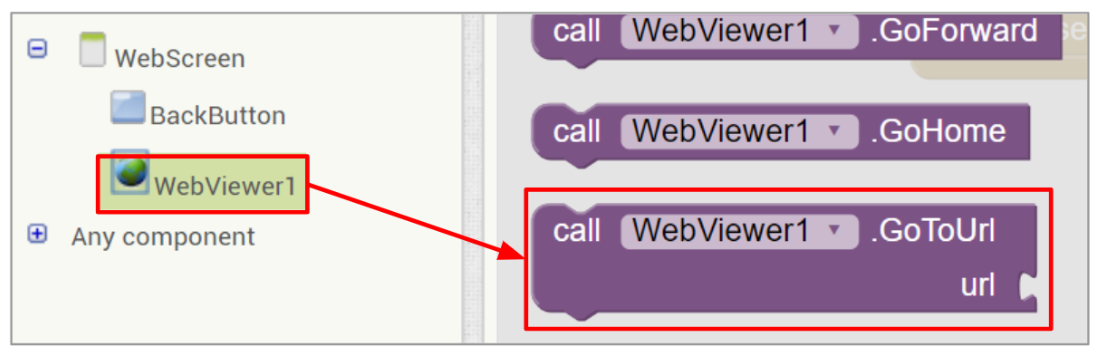 WebScreen
BackButton
WebViewer1
Any component
call WebViewer1 .GoForward
call WebViewer1 .GoHome
call WebViewer1 .GoToUrl
url